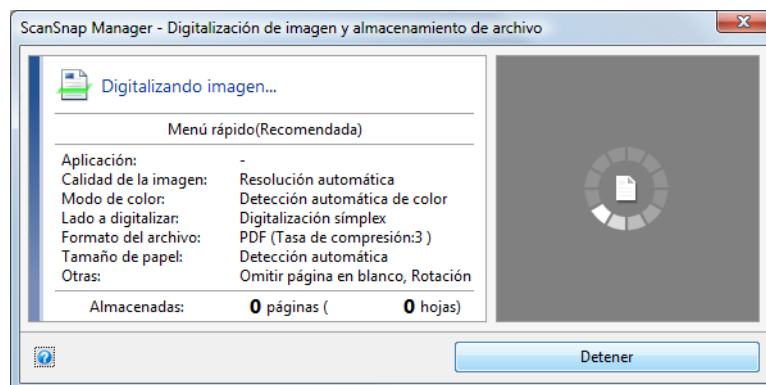 ScanSnap Manager - Digitalización de imagen y almacenamiento de archivo
Digitalizando imagen...
Menú rápido(Recomendada)
Aplicación: -
Calidad de la imagen: Resolución automática
Modo de color: Detección automática de color
Lado a digitalizar: Digitalización símplex
Formato del archivo: PDF (Tasa de compresión:3 )
Tamaño de papel: Detección automática
Otras: Omitir página en blanco, Rotación
Almacenadas: 0 páginas ( 0 hojas)
Detener